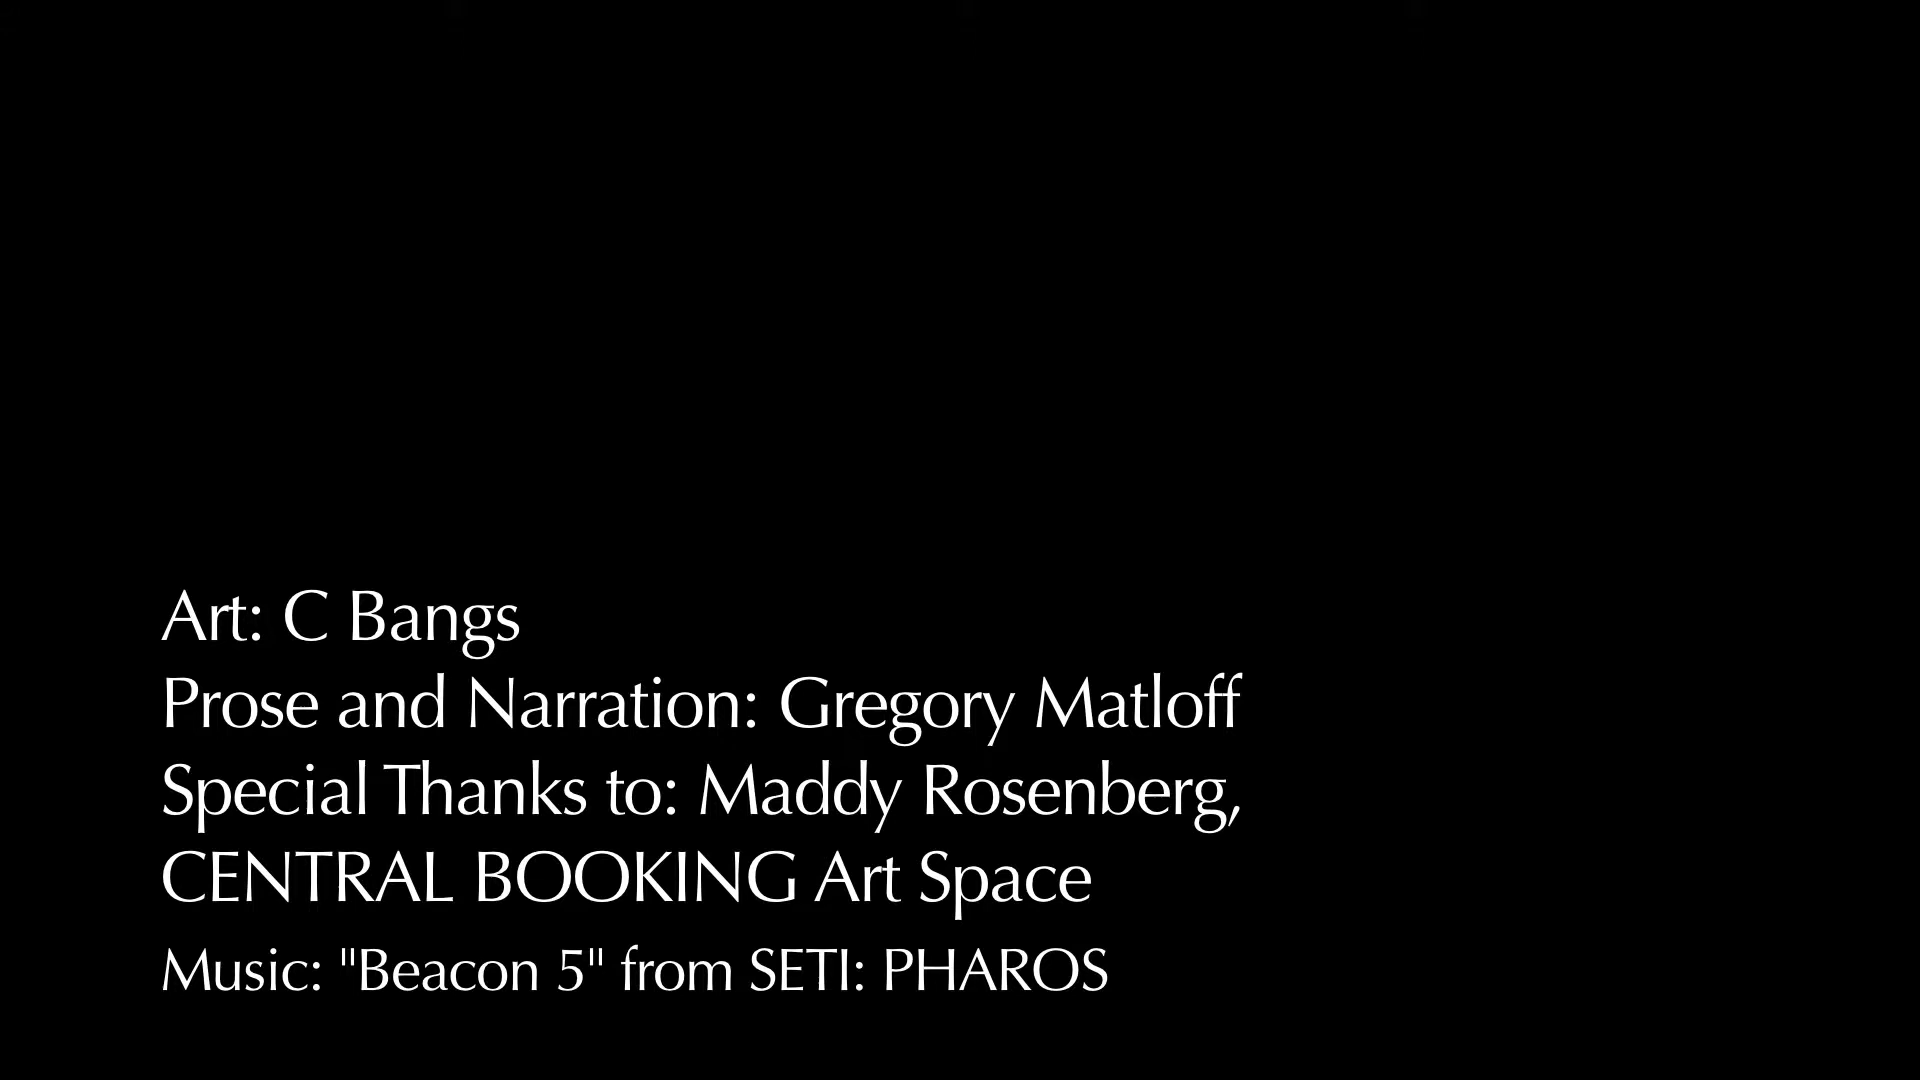 Art: C Bangs
Prose and Narration: Gregory Matloff
Special Thanks to: Maddy Rosenberg,
CENTRAL BOOKING Art Space
Music: "Beacon 5" from SETI: PHAROS